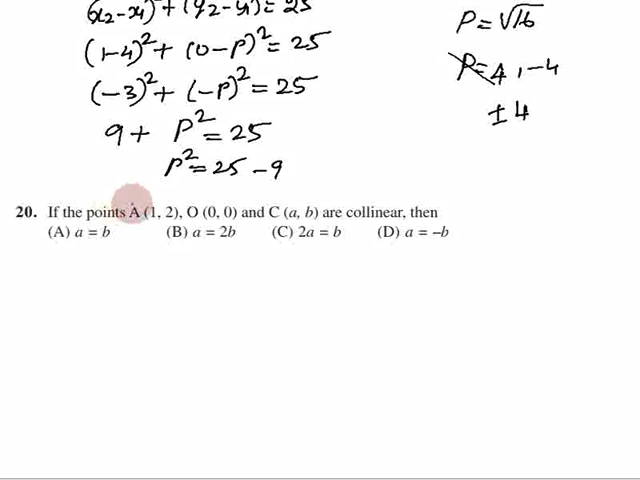 (x₂-x₁)²+(y₂-y₁)²=25
(1-4)²+(0-P)²=25
(-3)²+(-P)²=25
9+ P²=25
P²=25-9
P=√16
P=4,-4
±4
20. If the points A (1, 2), O (0, 0) and C (a, b) are collinear, then
(A) a = b (B) a = 2b (C) 2a = b (D) a = –b